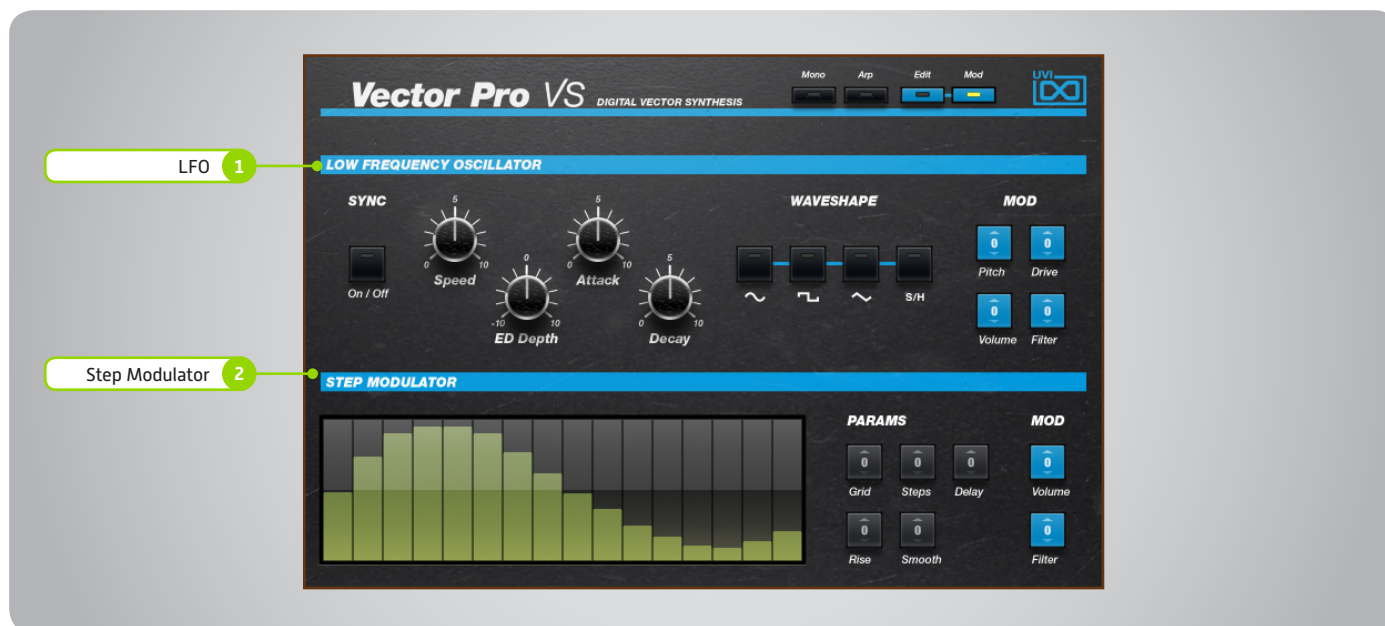 Vector Pro VS DIGITAL VECTOR SYNTHESIS
Mono Arp Edit Mod
UVI
LFO 1
LOW FREQUENCY OSCILLATOR
SYNC
On / Off
5
0 10
Speed
0
-10 10
ED Depth
5
0 10
Attack
5
0 10
Decay
WAVESHAPE
S/H
MOD
0 0
Pitch Drive
0 0
Volume Filter
Step Modulator 2
STEP MODULATOR
PARAMS
0 0 0
Grid Steps Delay
0 0
Rise Smooth
MOD
0
Volume
0
Filter